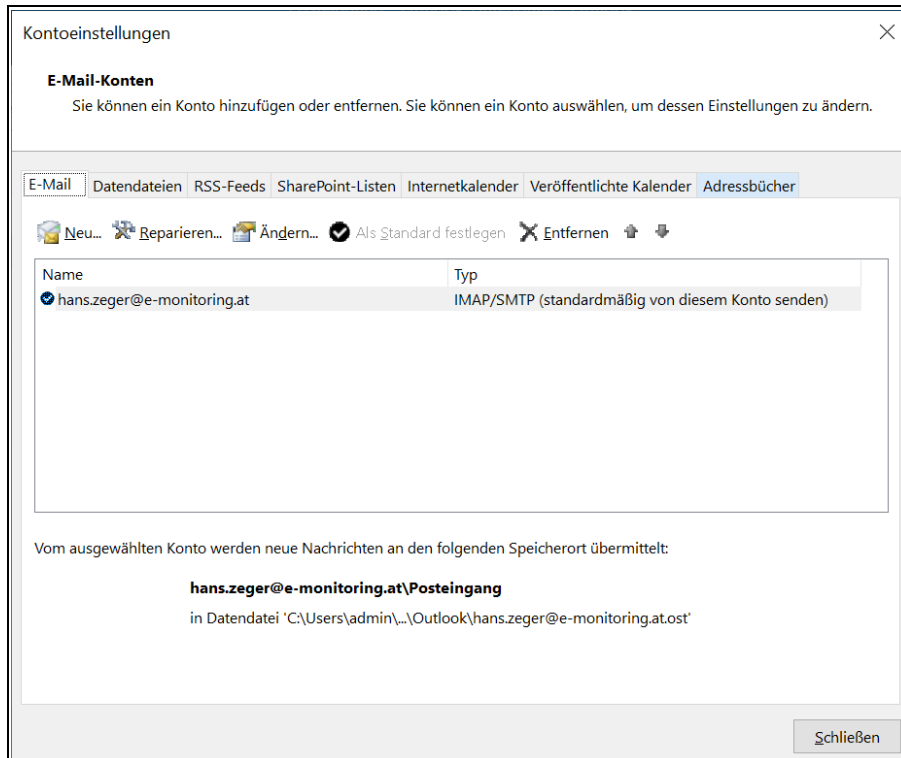 Kontoeinstellungen
E-Mail-Konten
Sie können ein Konto hinzufügen oder entfernen. Sie können ein Konto auswählen, um dessen Einstellungen zu ändern.
E-Mail Datendateien RSS-Feeds SharePoint-Listen Internetkalender Veröffentlichte Kalender Adressbücher
Neu... Reparieren... Ändern... Als Standard festlegen Entfernen
Name Typ
hans.zeger@e-monitoring.at IMAP/SMTP (standardmäßig von diesem Konto senden)
Vom ausgewählten Konto werden neue Nachrichten an den folgenden Speicherort übermittelt:
hans.zeger@e-monitoring.at\Posteingang
in Datendatei 'C:\Users\admin\...\Outlook\hans.zeger@e-monitoring.at.ost'
Schließen